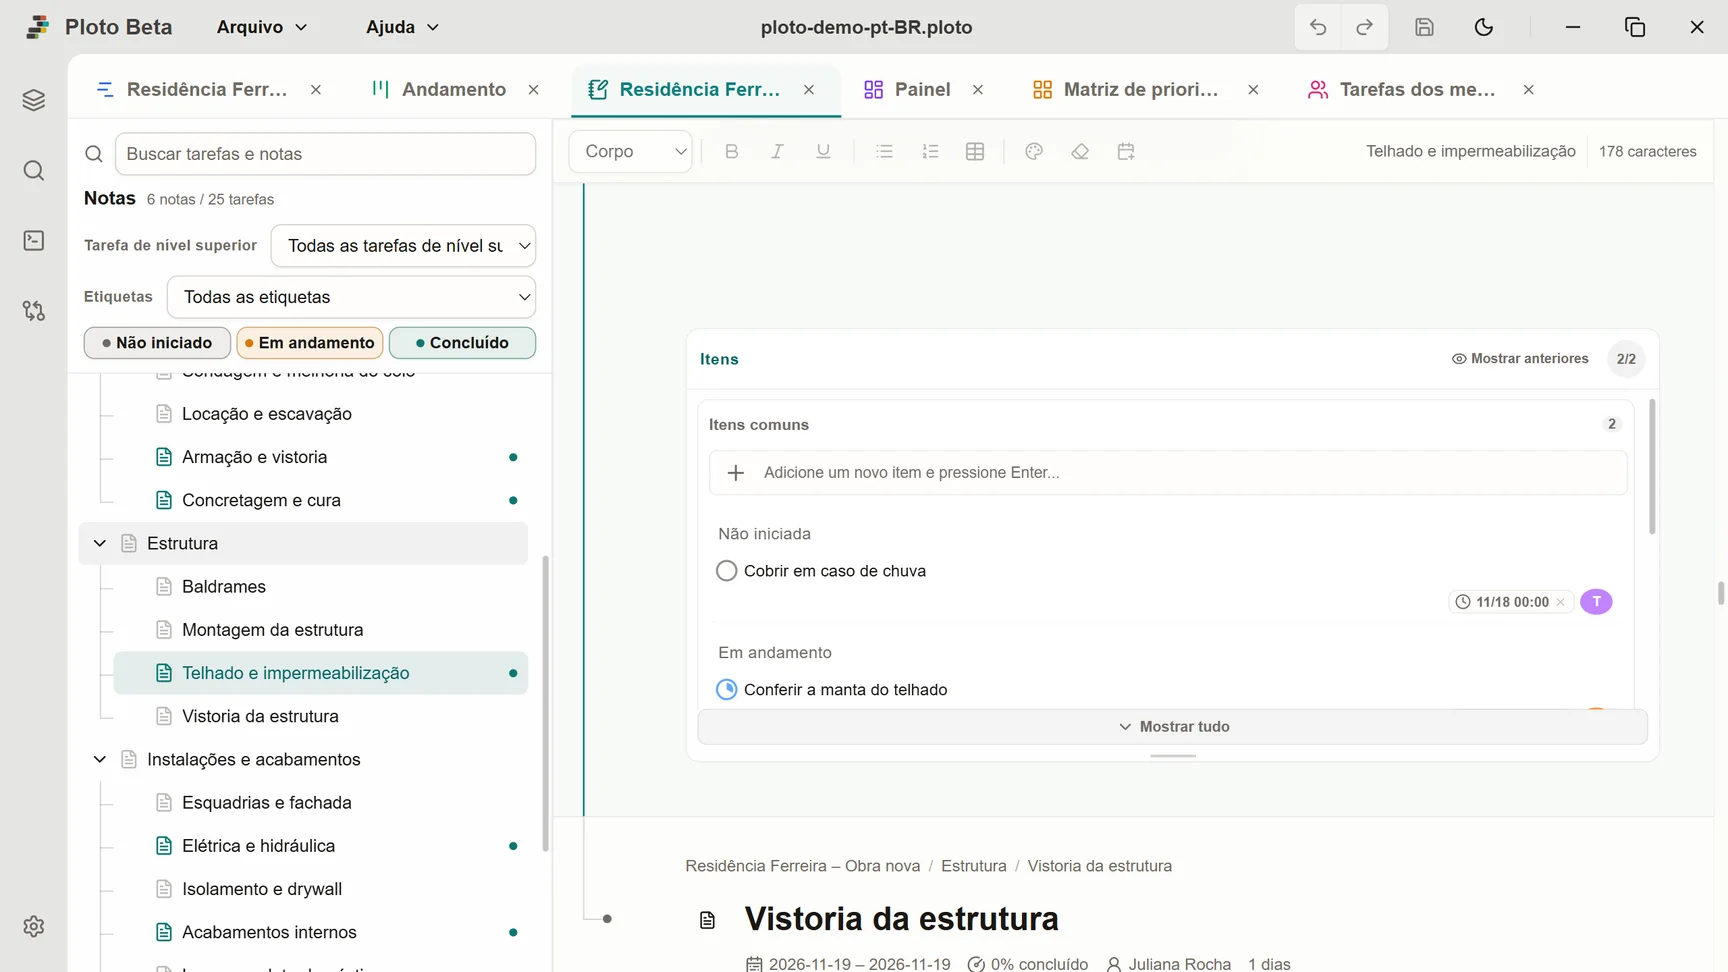 Ploto Beta
Arquivo
Ajuda
ploto-demo-pt-BR.ploto
Residência Ferr...
Andamento
Residência Ferr...
Painel
Matriz de priori...
Tarefas dos me...
Buscar tarefas e notas
Notas 6 notas / 25 tarefas
Tarefa de nível superior
Todas as tarefas de nível su
Etiquetas
Todas as etiquetas
Não iniciado
Em andamento
Concluído
Sondagem e melhoria do solo
Locação e escavação
Armação e vistoria
Concretagem e cura
Estrutura
Baldrames
Montagem da estrutura
Telhado e impermeabilização
Vistoria da estrutura
Instalações e acabamentos
Esquadrias e fachada
Elétrica e hidráulica
Isolamento e drywall
Acabamentos internos
Corpo
Telhado e impermeabilização
178 caracteres
Itens
Mostrar anteriores
2/2
Itens comuns
2
Adicione um novo item e pressione Enter...
Não iniciada
Cobrir em caso de chuva
11/18 00:00
T
Em andamento
Conferir a manta do telhado
Mostrar tudo
Residência Ferreira – Obra nova / Estrutura / Vistoria da estrutura
Vistoria da estrutura
2026-11-19 – 2026-11-19 0% concluído Juliana Rocha 1 dias